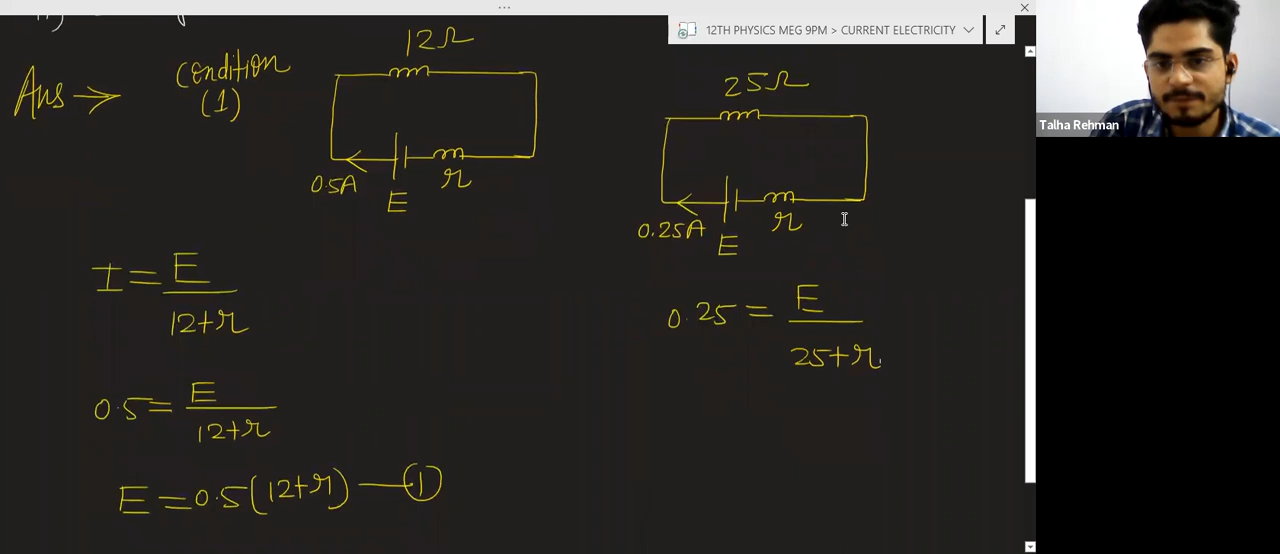 12TH PHYSICS MEG 9PM > CURRENT ELECTRICITY
Talha Rehman
Ans → Condition
(1)
12Ω
0.5A
E
r
25Ω
0.25A
E
r
I = E / 12+r
0.5 = E / 12+r
E = 0.5(12+r) — ①
0.25 = E / 25+r